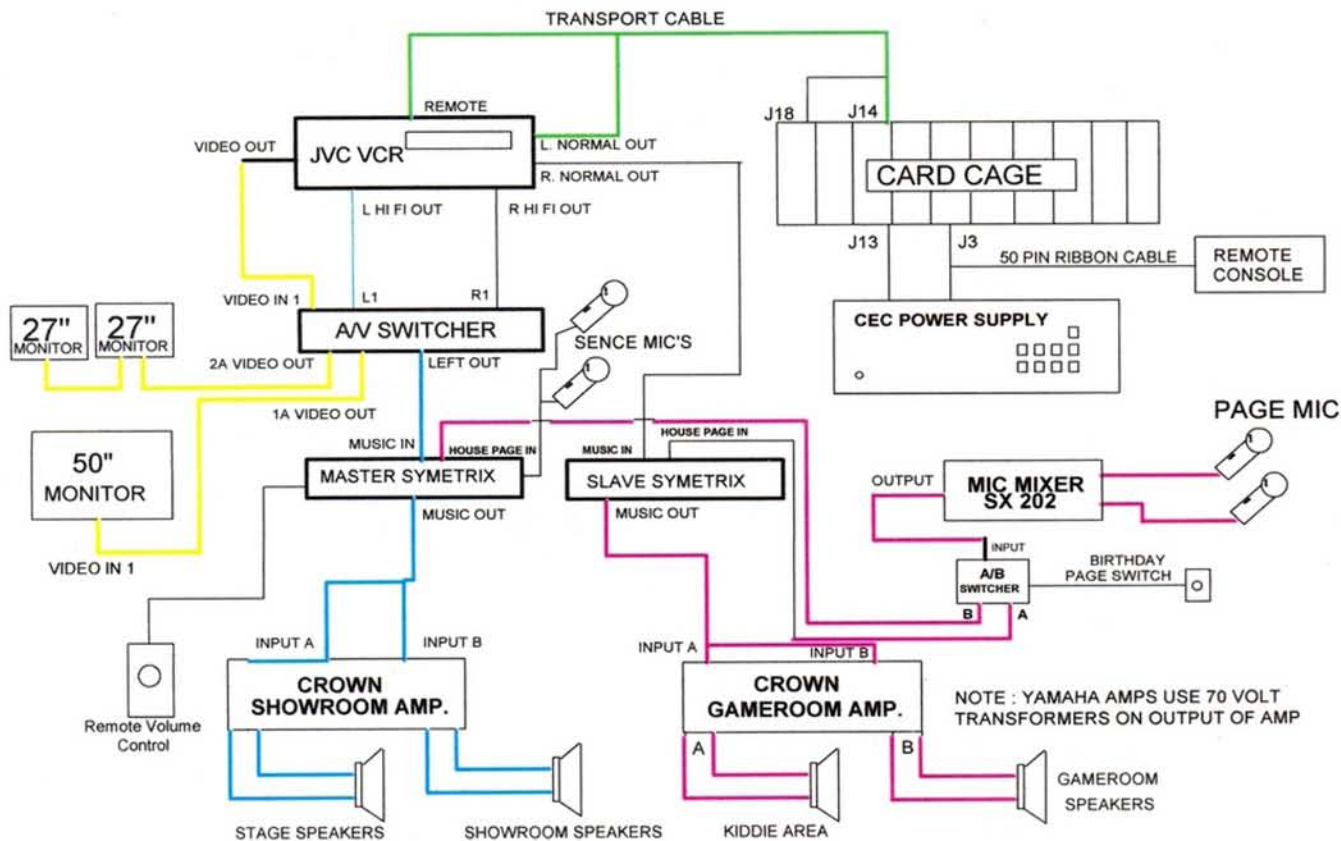 TRANSPORT CABLE
REMOTE
J18
J14
VIDEO OUT
JVC VCR
L. NORMAL OUT
R. NORMAL OUT
CARD CAGE
L HI FI OUT
R HI FI OUT
J13
J3
50 PIN RIBBON CABLE
REMOTE
CONSOLE
VIDEO IN 1
L1
R1
27"
MONITOR
27"
MONITOR
A/V SWITCHER
SENCE MIC'S
CEC POWER SUPPLY
2A VIDEO OUT
LEFT OUT
1A VIDEO OUT
PAGE MIC
MUSIC IN
HOUSE PAGE IN
MUSIC IN
HOUSE PAGE IN
50"
MONITOR
MASTER SYMETRIX
SLAVE SYMETRIX
OUTPUT
MIC MIXER
SX 202
MUSIC OUT
MUSIC OUT
VIDEO IN 1
INPUT
A/B
SWITCHER
BIRTHDAY
PAGE SWITCH
B
A
INPUT A
INPUT B
INPUT A
INPUT B
CROWN
SHOWROOM AMP.
CROWN
GAMEROOM AMP.
NOTE : YAMAHA AMPS USE 70 VOLT
TRANSFORMERS ON OUTPUT OF AMP
Remote Volume
Control
A
B
GAMEROOM
SPEAKERS
STAGE SPEAKERS
SHOWROOM SPEAKERS
KIDDIE AREA